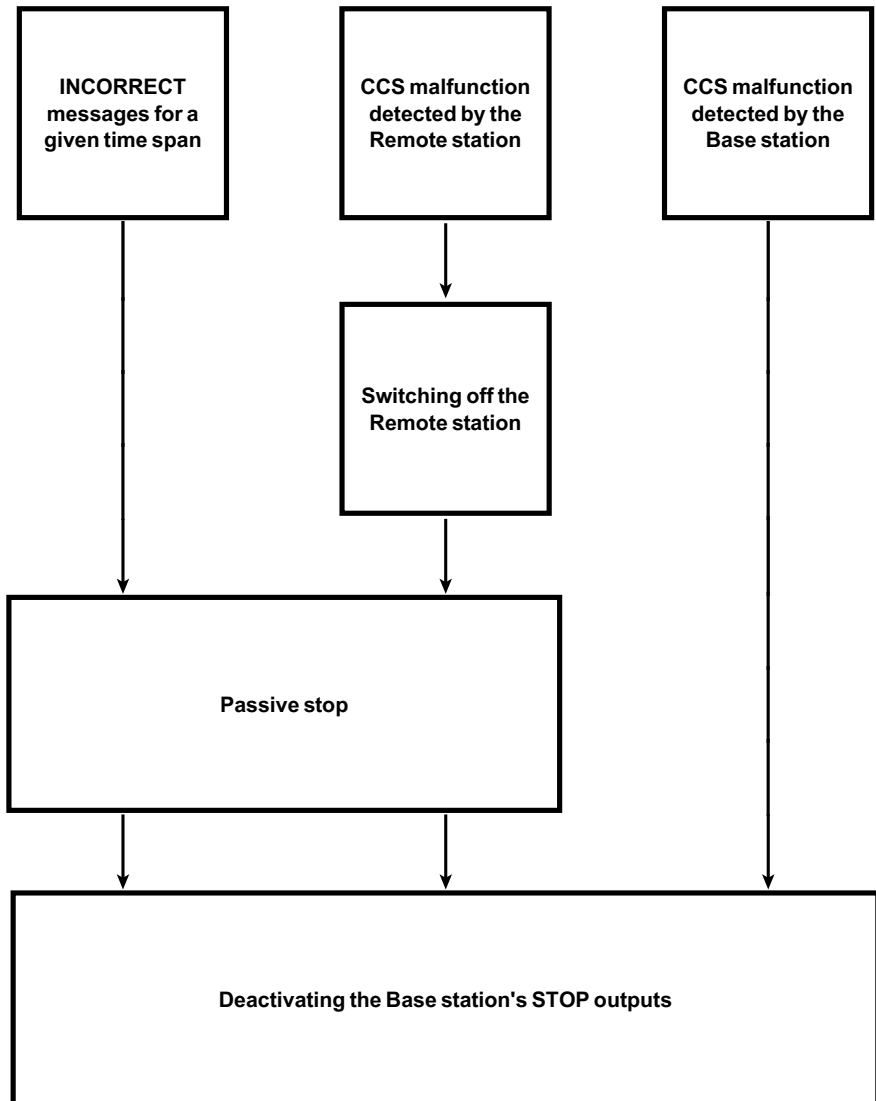 INCORRECT
messages for a
given time span
CCS malfunction
detected by the
Remote station
CCS malfunction
detected by the
Base station
Switching off the
Remote station
Passive stop
Deactivating the Base station's STOP outputs